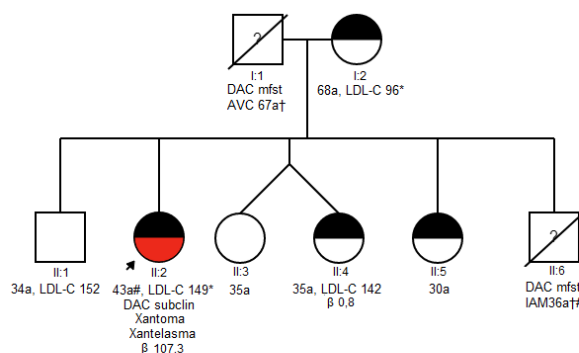 ?
I:1
DAC mfst
AVC 67a†
I:2
68a, LDL-C 96*
II:1
34a, LDL-C 152
II:2
43a#, LDL-C 149*
DAC subclin
Xantoma
Xantelasma
β 107,3
II:3
35a
II:4
35a, LDL-C 142
β 0,8
II:5
30a
?
II:6
DAC mfst
IAM36a†#